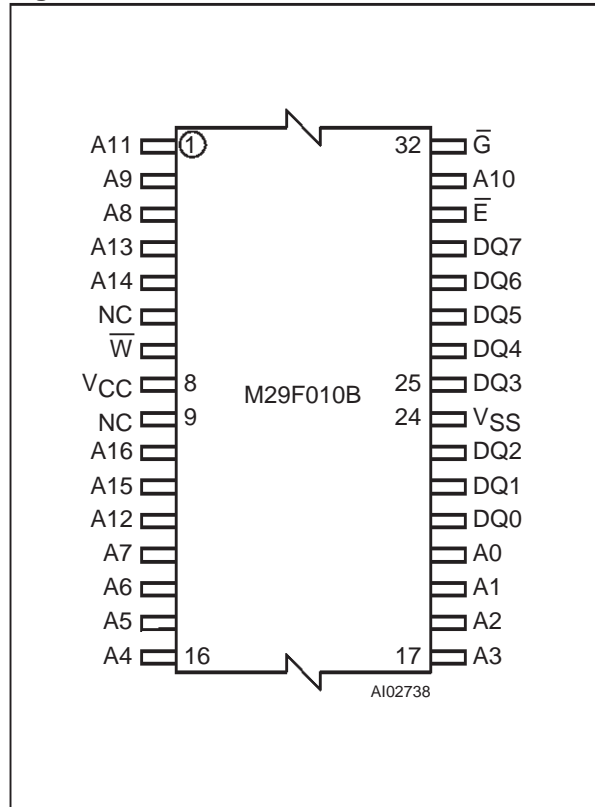 A11 1 32 G̅
A9 A10
A8 E̅
A13 DQ7
A14 DQ6
NC DQ5
W̅ DQ4
VCC 8 M29F010B 25 DQ3
NC 9 24 VSS
A16 DQ2
A15 DQ1
A12 DQ0
A7 A0
A6 A1
A5 A2
A4 16 17 A3
AI02738